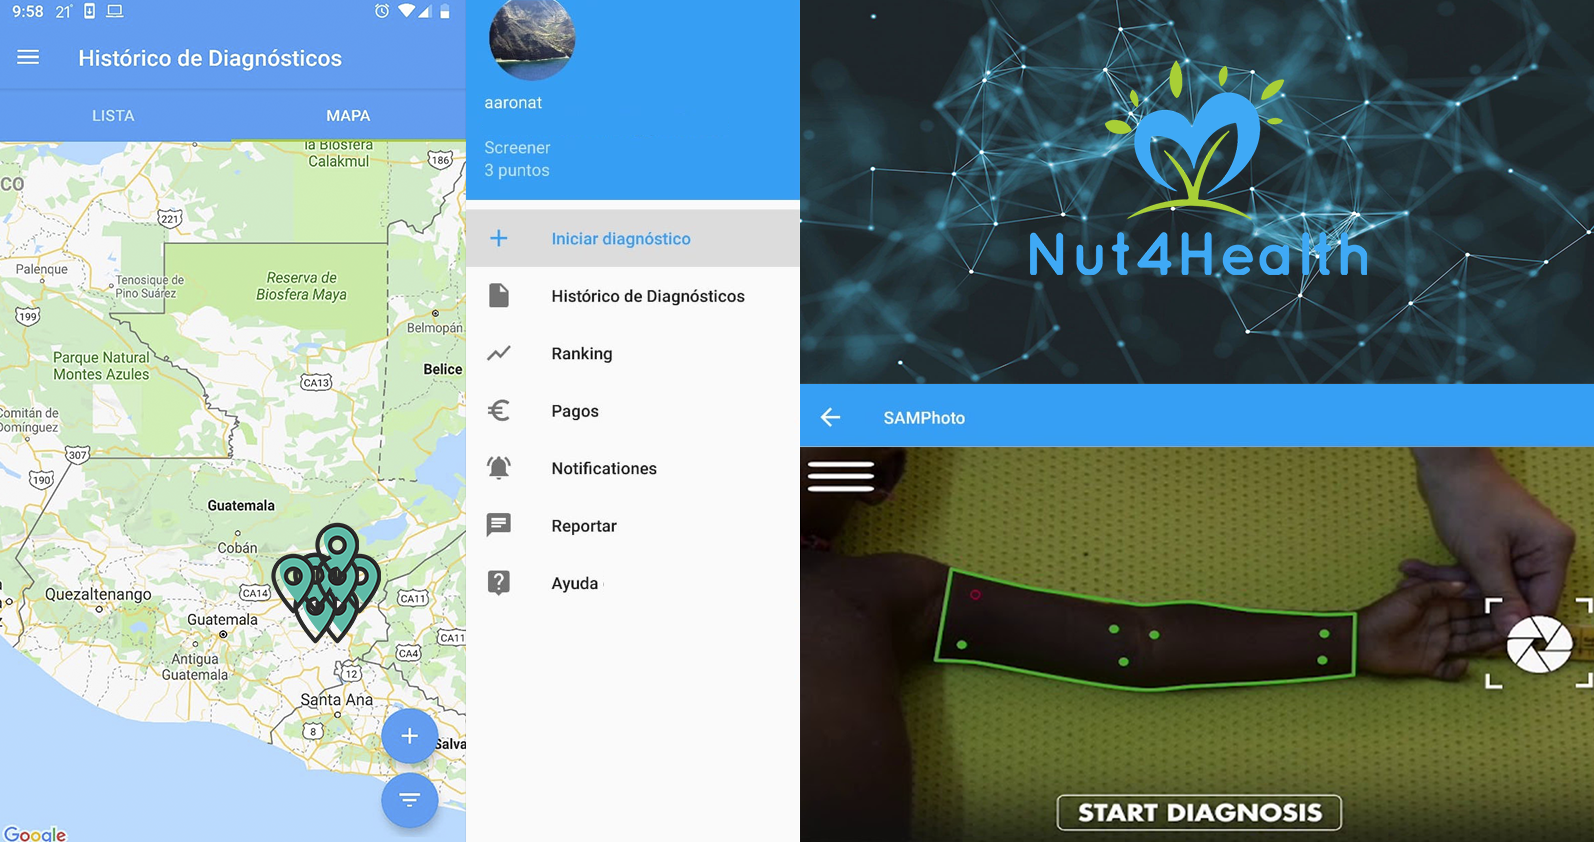 9:58 21°
Histórico de Diagnósticos
LISTA
MAPA
la Biosfera
Calakmul
186
CO
221
Palenque
Tenosique de
Pino Suárez
Reserva de
Biosfera Maya
199
Belmopán
Parque Natural
Montes Azules
Belice
CA13
Comitán de
Domínguez
307
190
Guatemala
Cobán
CA14
Quezaltenango
CA11
Guatemala
CA11
CA4
Antigua
Guatemala
12
Santa Ana
8
Salva
Google
aaronat
Screener
3 puntos
Iniciar diagnóstico
Histórico de Diagnósticos
Ranking
Pagos
Notificationes
Reportar
Ayuda
Nut4Health
SAMPhoto
START DIAGNOSIS